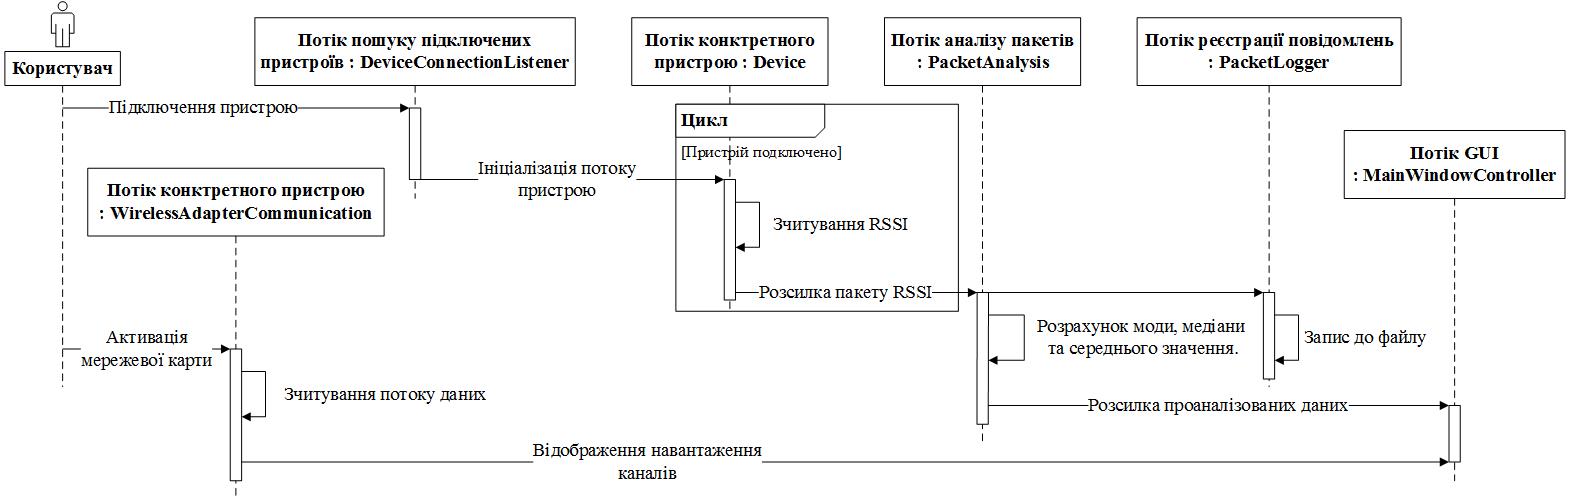 Користувач
Потік пошуку підключених
пристроїв : DeviceConnectionListener
Потік конктретного
пристрою : Device
Потік аналізу пакетів
: PacketAnalysis
Потік реєстрації повідомлень
: PacketLogger
Підключення пристрою
Цикл
[Пристрій подключено]
Потік GUI
: MainWindowController
Ініціалізація потоку
пристрою
Потік конктретного пристрою
: WirelessAdapterCommunication
Зчитування RSSI
Розсилка пакету RSSI
Розрахунок моди, медіани
та середнього значення.
Запис до файлу
Активація
мережевої карти
Зчитування потоку даних
Розсилка проаналізованих даних
Відображення навантаження
каналів